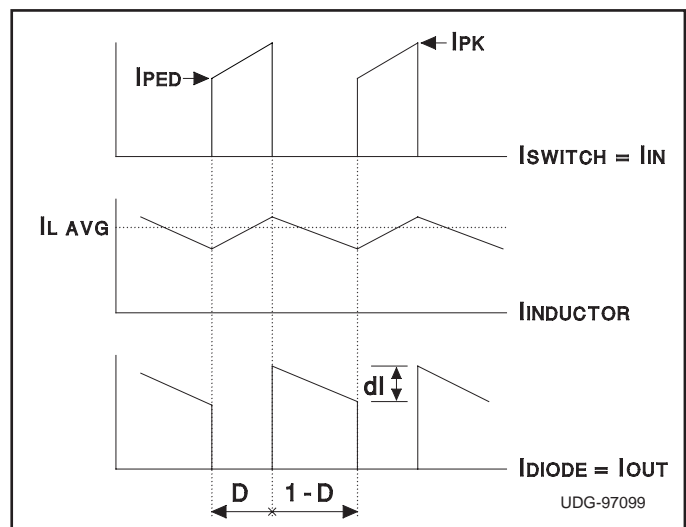 IPK
IPED
ISWITCH = IIN
IL AVG
IINDUCTOR
dI
IDIODE = IOUT
D 1 - D
UDG-97099